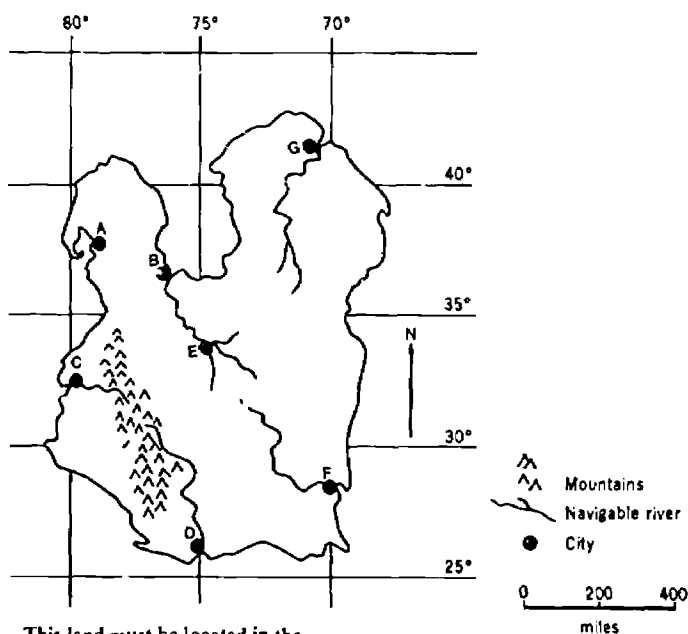 80° 75° 70°
G
40°
A
B
35°
N
E
C
30°
F
Mountains
Navigable river
D
City
25°
0 200 400
miles
This land must be located in the